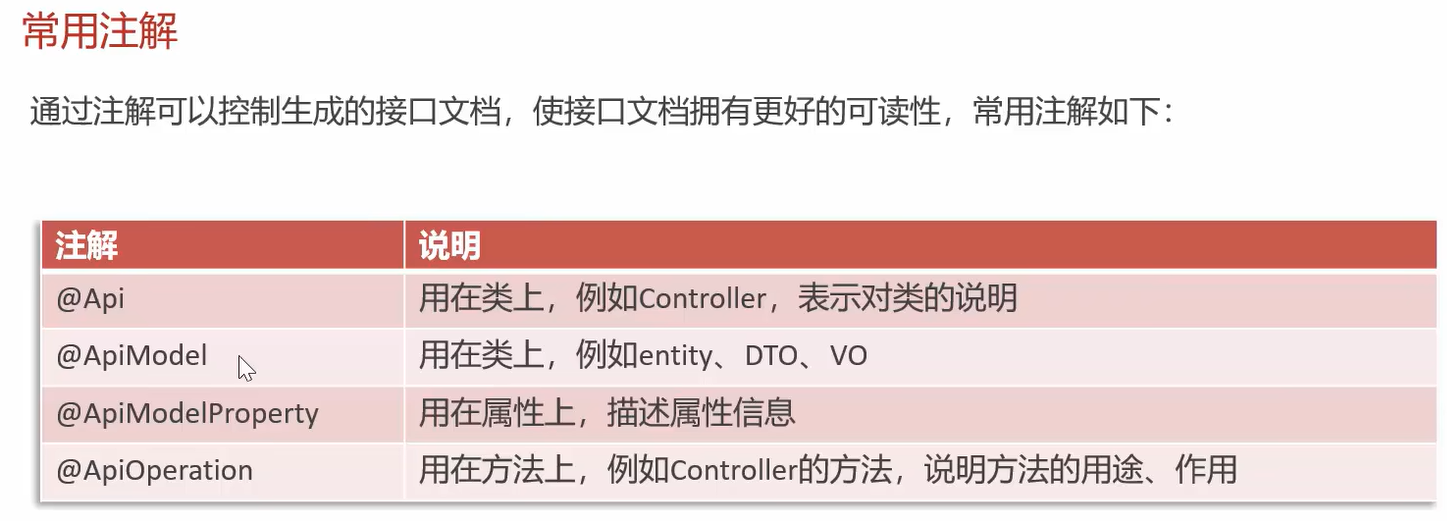 常用注解
通过注解可以控制生成的接口文档，使接口文档拥有更好的可读性，常用注解如下：
注解 说明
@Api 用在类上，例如Controller，表示对类的说明
@ApiModel 用在类上，例如entity、DTO、VO
@ApiModelProperty 用在属性上，描述属性信息
@ApiOperation 用在方法上，例如Controller的方法，说明方法的用途、作用